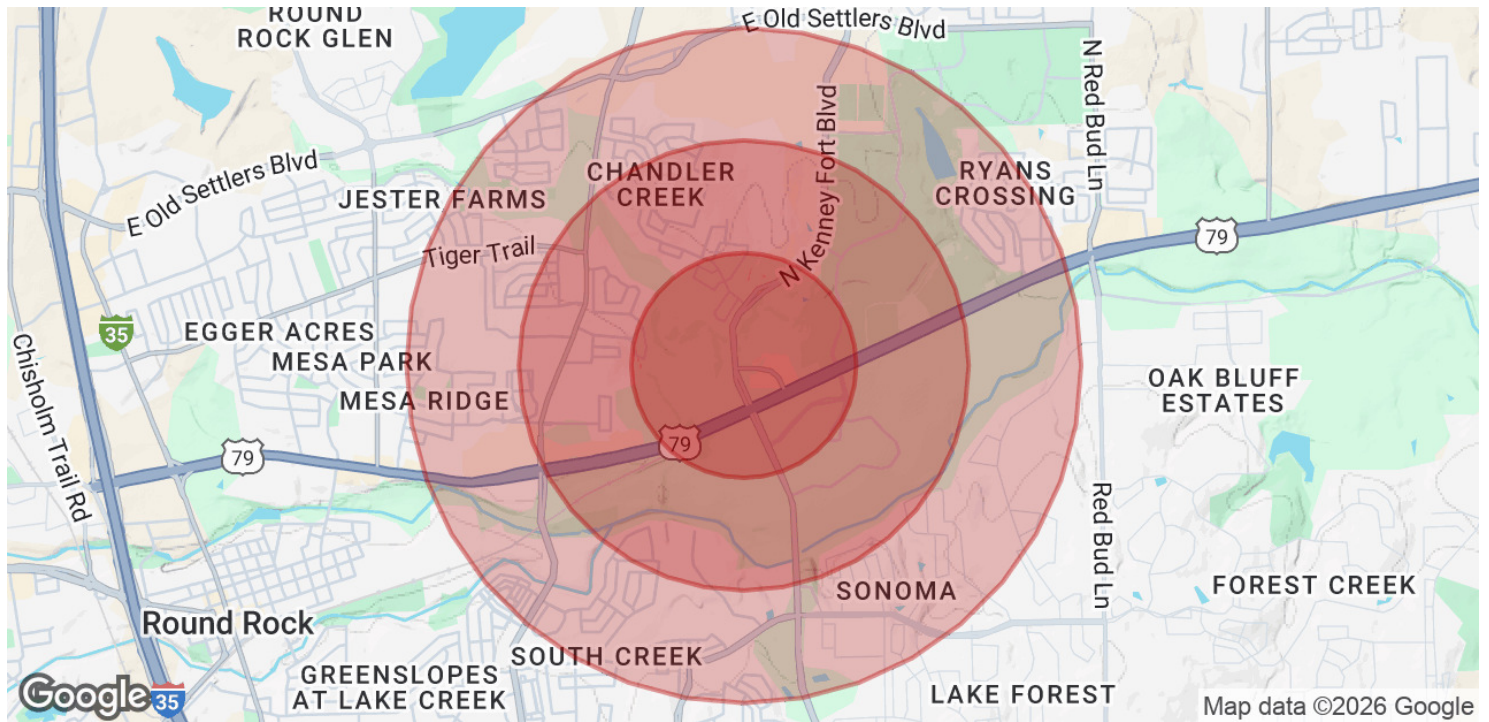 ROUND
ROCK GLEN
E Old Settlers Blvd
N Red Bud Ln
N Kenney Fort Blvd
E Old Settlers Blvd
CHANDLER
CREEK
RYANS
CROSSING
JESTER FARMS
Tiger Trail
79
35
EGGER ACRES
MESA PARK
MESA RIDGE
Chisholm Trail Rd
OAK BLUFF
ESTATES
79
79
Red Bud Ln
SONOMA
FOREST CREEK
Round Rock
SOUTH CREEK
GREENSLOPES
AT LAKE CREEK
LAKE FOREST
Google
35
Map data ©2026 Google